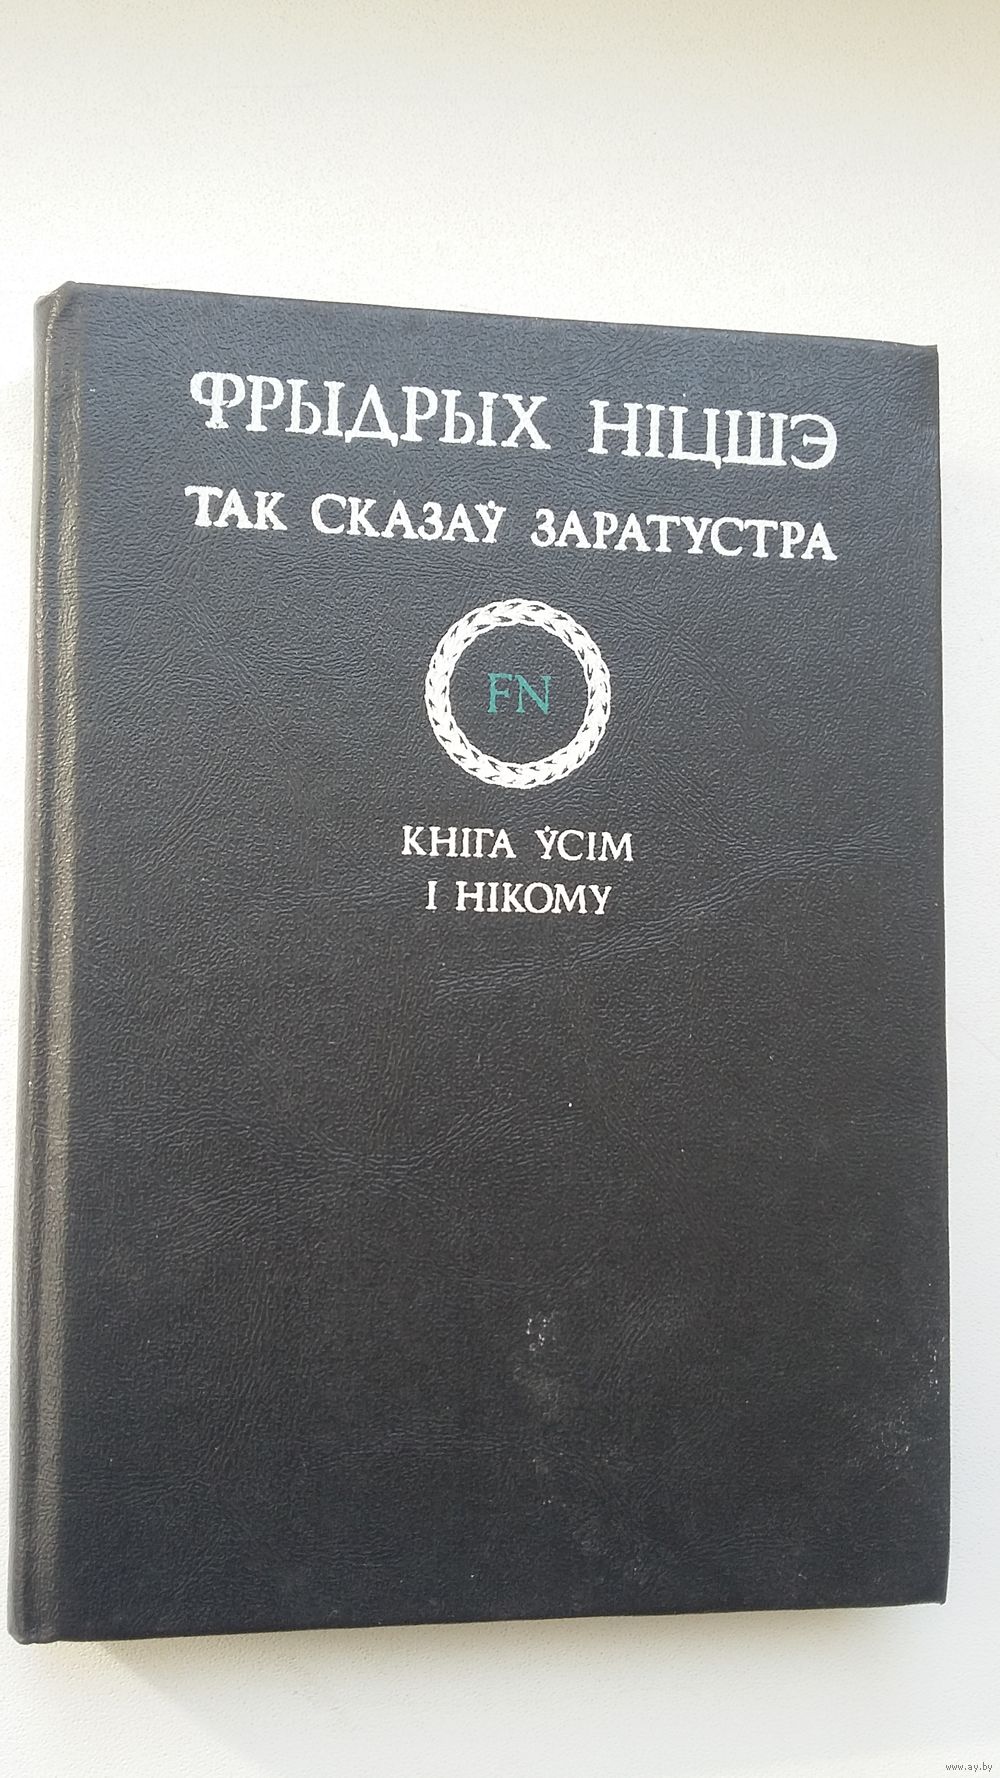 ФРЫДРЫХ НІЦШЭ
ТАК СКАЗАЎ ЗАРАТУСТРА
FN
КНІГА ЎСІМ
І НІКОМУ
www.ay.by